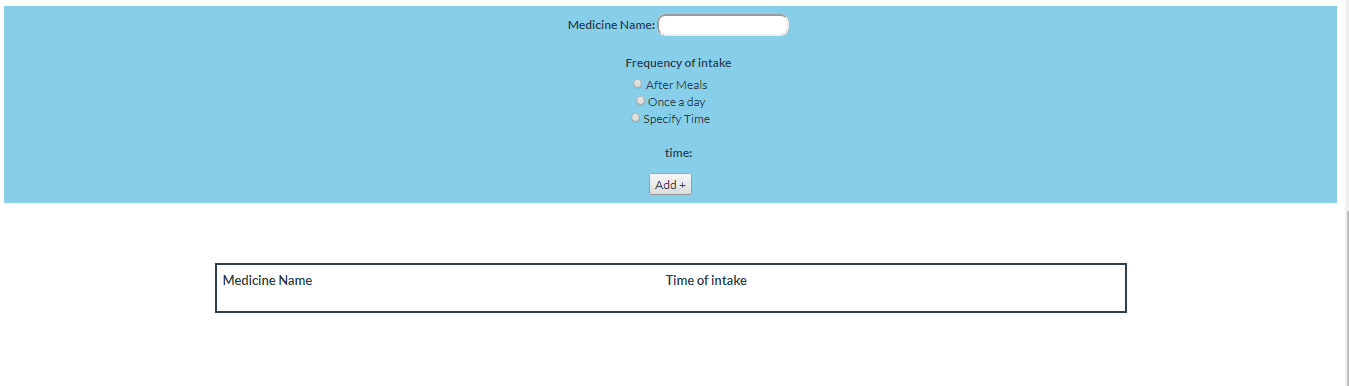 Medicine Name:
Frequency of intake
After Meals
Once a day
Specify Time
time:
Add +
Medicine Name Time of intake